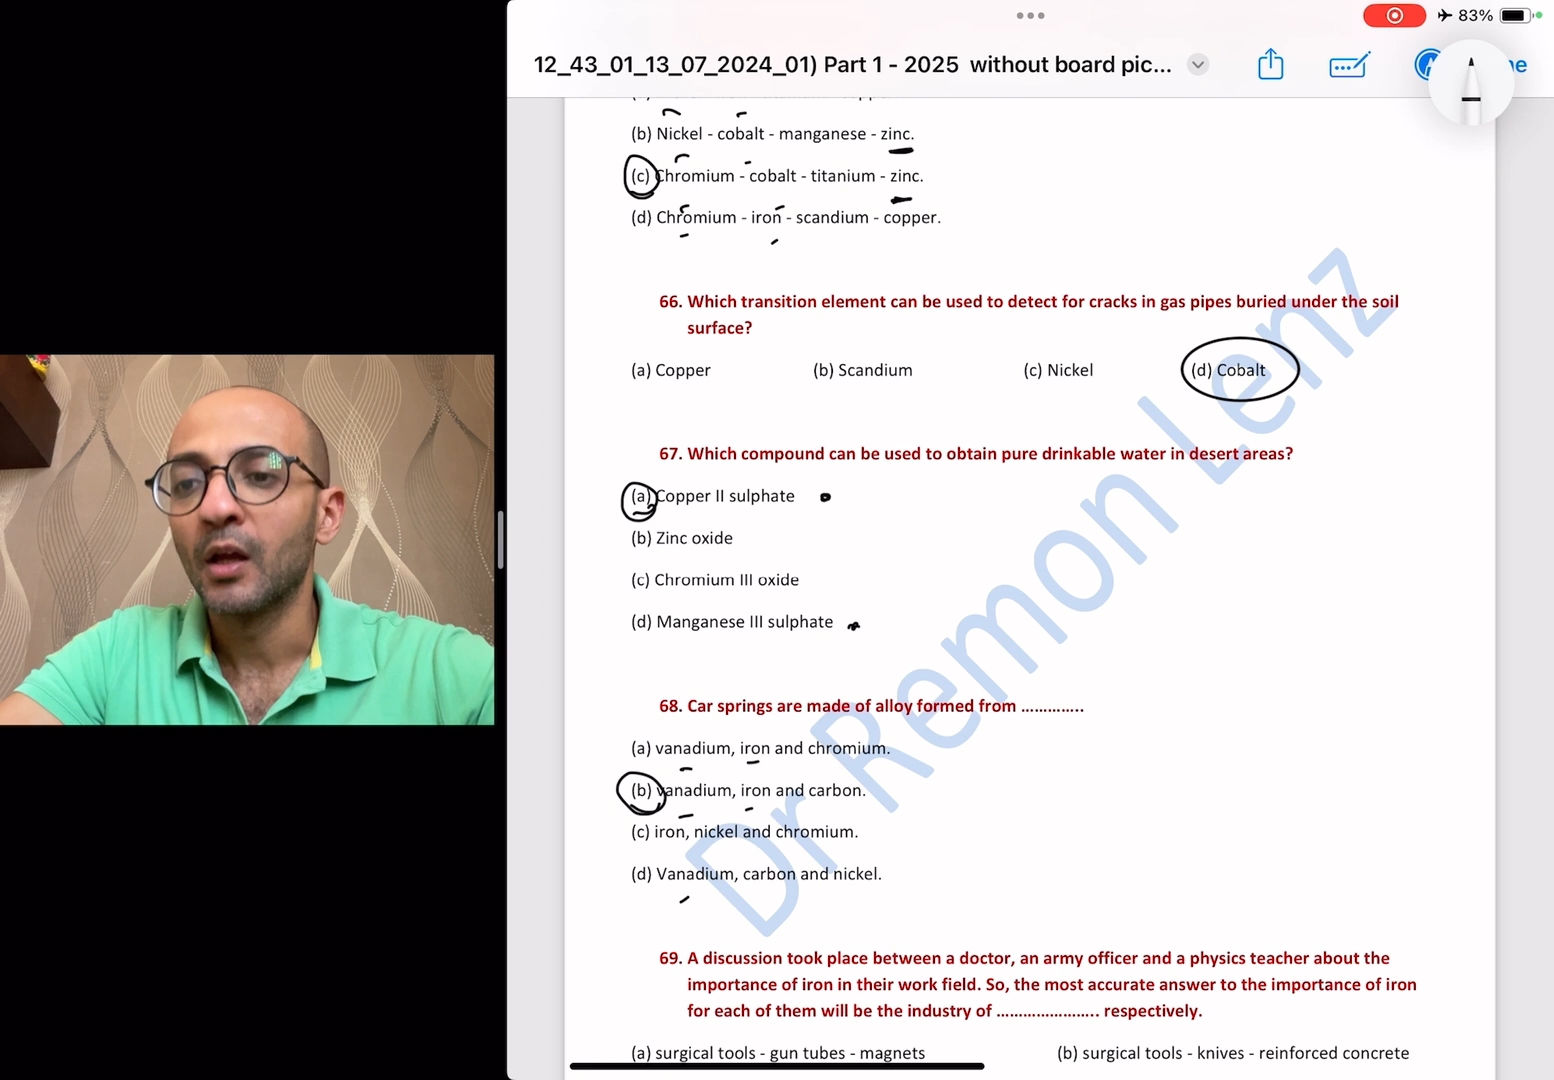 83%
12_43_01_13_07_2024_01) Part 1 - 2025 without board pic...
(b) Nickel - cobalt - manganese - zinc.
(c) Chromium - cobalt - titanium - zinc.
(d) Chromium - iron - scandium - copper.
66. Which transition element can be used to detect for cracks in gas pipes buried under the soil
surface?
(a) Copper (b) Scandium (c) Nickel (d) Cobalt
67. Which compound can be used to obtain pure drinkable water in desert areas?
(a) Copper II sulphate
(b) Zinc oxide
(c) Chromium III oxide
(d) Manganese III sulphate
68. Car springs are made of alloy formed from ..............
(a) vanadium, iron and chromium.
(b) vanadium, iron and carbon.
(c) iron, nickel and chromium.
(d) Vanadium, carbon and nickel.
69. A discussion took place between a doctor, an army officer and a physics teacher about the
importance of iron in their work field. So, the most accurate answer to the importance of iron
for each of them will be the industry of ...................... respectively.
(a) surgical tools - gun tubes - magnets (b) surgical tools - knives - reinforced concrete
Dr Remon Lenz